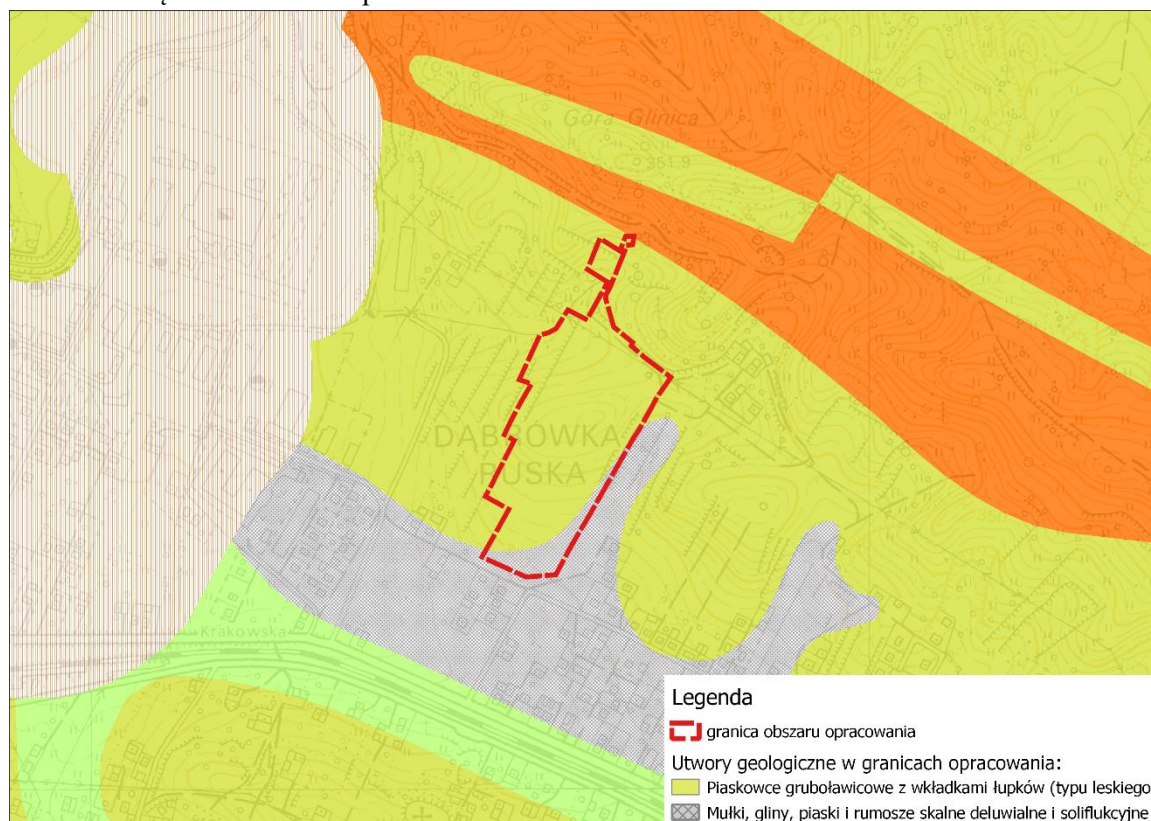 Góra Glinica
351.9
DĄBRÓWKA
RUSKA
Krakowska
Legenda
granica obszaru opracowania
Utwory geologiczne w granicach opracowania:
Piaskowce gruboławicowe z wkładkami łupków (typu leskiego
Mułki, gliny, piaski i rumosze skalne deluwialne i soliflukcyjne